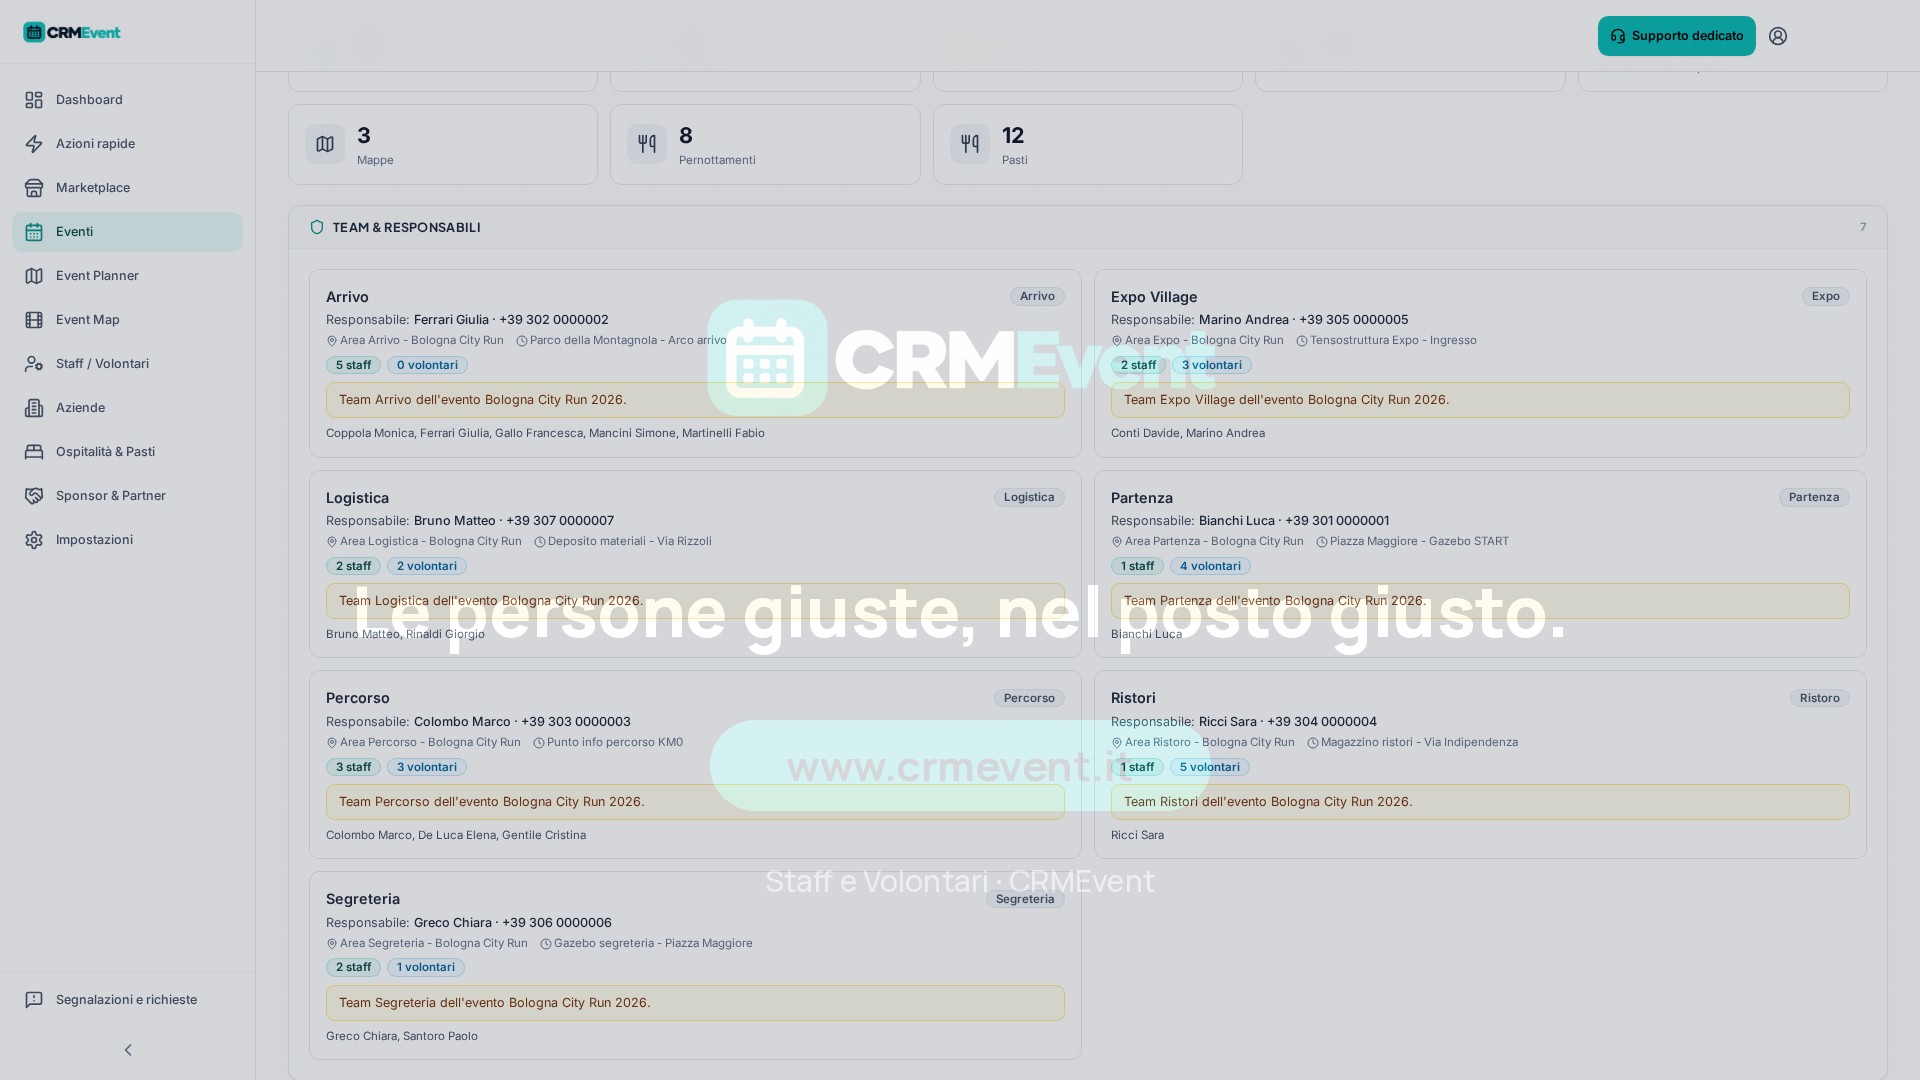 CRMEvent
Supporto dedicato
Dashboard
Azioni rapide
Marketplace
Eventi
Event Planner
Event Map
Staff / Volontari
Aziende
Ospitalità & Pasti
Sponsor & Partner
Impostazioni
Segnalazioni e richieste
3
Mappe
8
Pernottamenti
12
Pasti
TEAM & RESPONSABILI
7
Arrivo
Arrivo
Responsabile: Ferrari Giulia · +39 302 0000002
Area Arrivo - Bologna City Run Parco della Montagnola - Arco arrivo
5 staff 0 volontari
Team Arrivo dell'evento Bologna City Run 2026.
Coppola Monica, Ferrari Giulia, Gallo Francesca, Mancini Simone, Martinelli Fabio
Expo Village
Expo
Responsabile: Marino Andrea · +39 305 0000005
Area Expo - Bologna City Run Tensostruttura Expo - Ingresso
2 staff 3 volontari
Team Expo Village dell'evento Bologna City Run 2026.
Conti Davide, Marino Andrea
CRMEvent
Logistica
Logistica
Responsabile: Bruno Matteo · +39 307 0000007
Area Logistica - Bologna City Run Deposito materiali - Via Rizzoli
2 staff 2 volontari
Team Logistica dell'evento Bologna City Run 2026.
Bruno Matteo, Rinaldi Giorgio
Partenza
Partenza
Responsabile: Bianchi Luca · +39 301 0000001
Area Partenza - Bologna City Run Piazza Maggiore - Gazebo START
1 staff 4 volontari
Team Partenza dell'evento Bologna City Run 2026.
Bianchi Luca
Le persone giuste, nel posto giusto.
Percorso
Percorso
Responsabile: Colombo Marco · +39 303 0000003
Area Percorso - Bologna City Run Punto info percorso KM0
3 staff 3 volontari
Team Percorso dell'evento Bologna City Run 2026.
Colombo Marco, De Luca Elena, Gentile Cristina
Ristori
Ristoro
Responsabile: Ricci Sara · +39 304 0000004
Area Ristoro - Bologna City Run Magazzino ristori - Via Indipendenza
1 staff 5 volontari
Team Ristori dell'evento Bologna City Run 2026.
Ricci Sara
www.crmevent.it
Staff e Volontari · CRMEvent
Segreteria
Segreteria
Responsabile: Greco Chiara · +39 306 0000006
Area Segreteria - Bologna City Run Gazebo segreteria - Piazza Maggiore
2 staff 1 volontari
Team Segreteria dell'evento Bologna City Run 2026.
Greco Chiara, Santoro Paolo